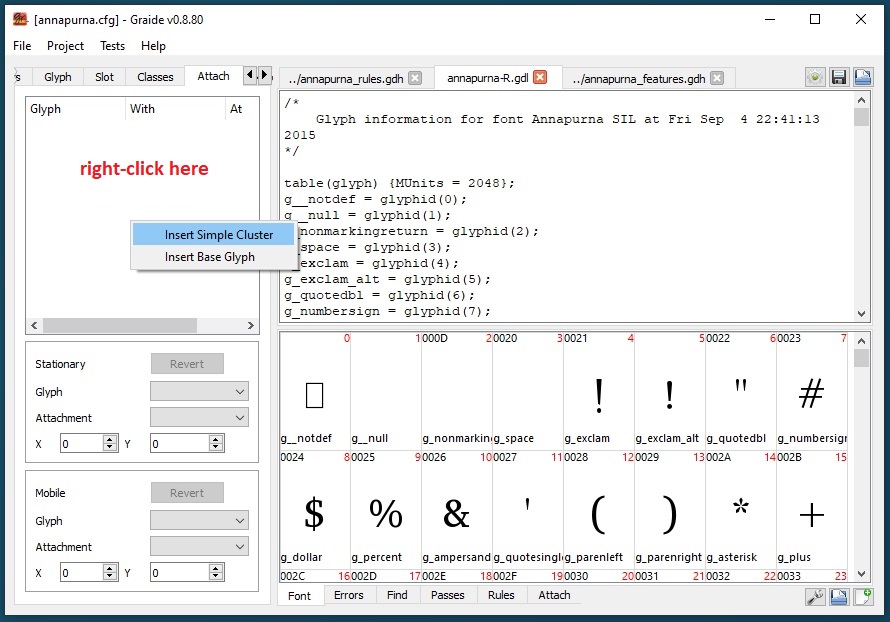 [annapurna.cfg] - Graide v0.8.80
File Project Tests Help
Glyph Slot Classes Attach
../annapurna_rules.gdh annapurna-R.gdl ../annapurna_features.gdh
Glyph With At
right-click here
Insert Simple Cluster
Insert Base Glyph
/*
Glyph information for font Annapurna SIL at Fri Sep 4 22:41:13
2015
*/
table(glyph) {MUnits = 2048};
g__notdef = glyphid(0);
g__null = glyphid(1);
nonmarkingreturn = glyphid(2);
space = glyphid(3);
_exclam = glyphid(4);
g_exclam_alt = glyphid(5);
g_quotedbl = glyphid(6);
g_numbersign = glyphid(7);
Stationary Revert
Glyph
Attachment
X 0 Y 0
Mobile Revert
Glyph
Attachment
X 0 Y 0
0 1 000D 2 0020 3 0021 4 5 0022 6 0023 7
! ! " #
g__notdef g__null g_nonmarkin g_space g_exclam g_exclam_alt g_quotedbl g_numbersign
0024 8 0025 9 0026 10 0027 11 0028 12 0029 13 002A 14 002B 15
$ % & ' ( ) * +
g_dollar g_percent g_ampersand g_quotesingl g_parenleft g_parenright g_asterisk g_plus
002C 16 002D 17 002E 18 002F 19 0030 20 0031 21 0032 22 0033 23
Font Errors Find Passes Rules Attach